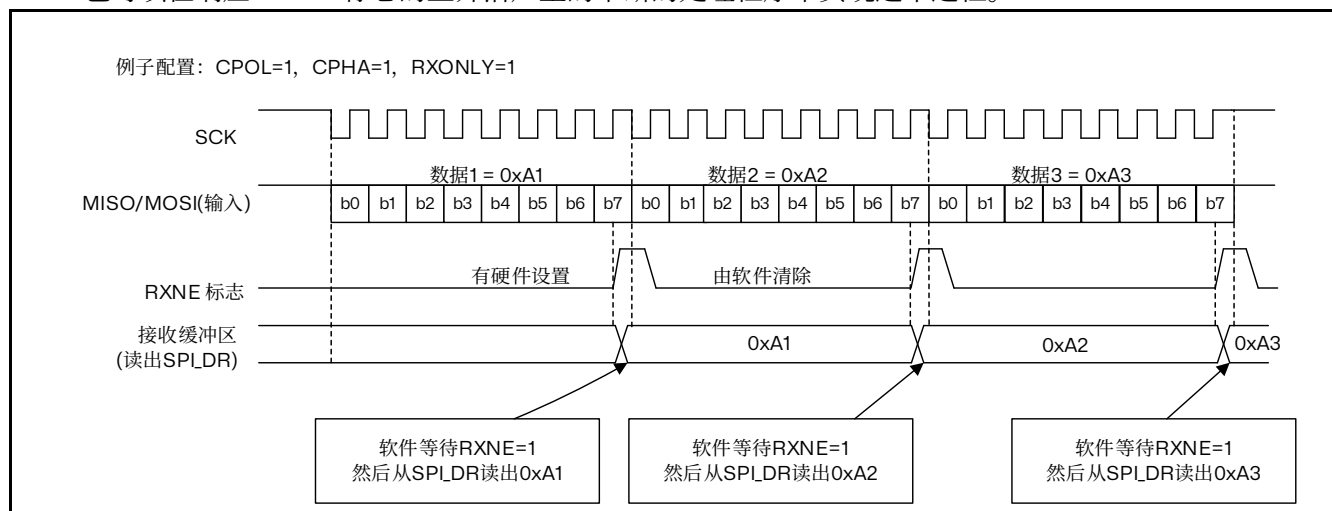 例子配置：CPOL=1，CPHA=1，RXONLY=1
SCK
数据1 = 0xA1 数据2 = 0xA2 数据3 = 0xA3
MISO/MOSI(输入) b0 b1 b2 b3 b4 b5 b6 b7 b0 b1 b2 b3 b4 b5 b6 b7 b0 b1 b2 b3 b4 b5 b6 b7
有硬件设置 由软件清除
RXNE 标志
接收缓冲区
(读出SPI_DR)
0xA1 0xA2 0xA3
软件等待RXNE=1
然后从SPI_DR读出0xA1
软件等待RXNE=1
然后从SPI_DR读出0xA2
软件等待RXNE=1
然后从SPI_DR读出0xA3